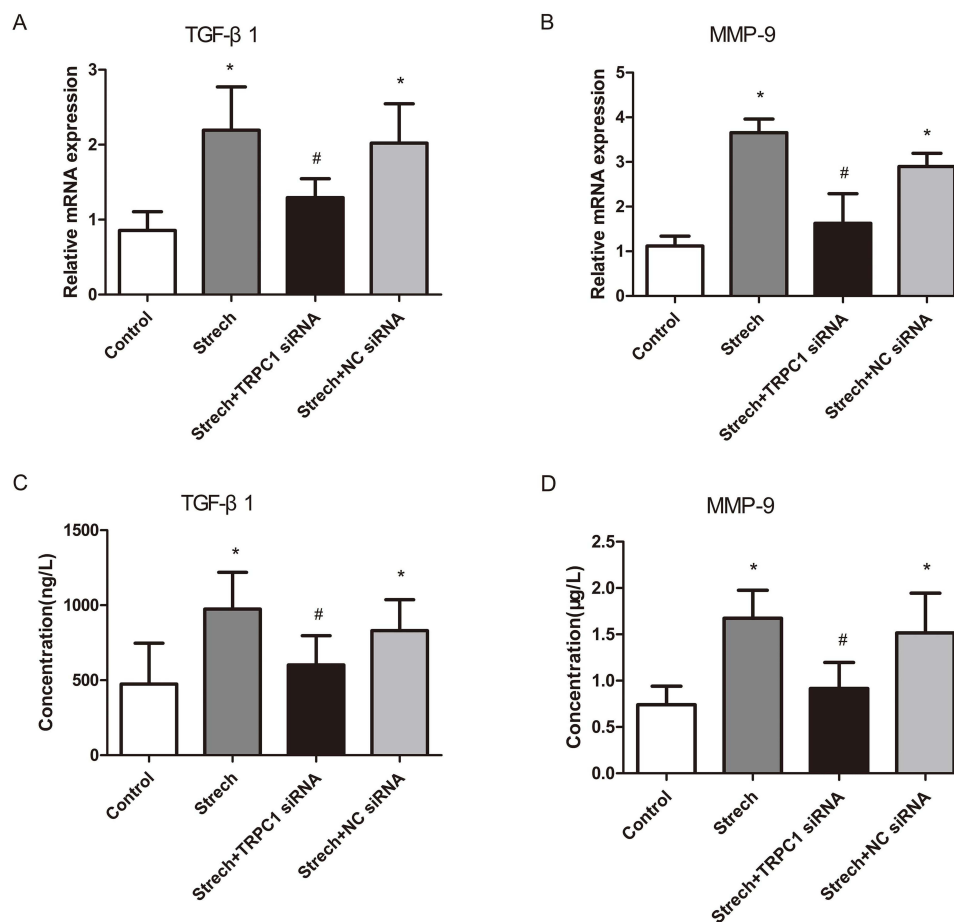 A
TGF-β 1
Relative mRNA expression
3
2
1
0
*
#
*
Control
Strech
Strech+TRPC1 siRNA
Strech+NC siRNA
B
MMP-9
Relative mRNA expression
5
4
3
2
1
0
*
#
*
Control
Strech
Strech+TRPC1 siRNA
Strech+NC siRNA
C
TGF-β 1
Concentration(ng/L)
1500
1000
500
0
*
#
*
Control
Strech
Strech+TRPC1 siRNA
Strech+NC siRNA
D
MMP-9
Concentration(μg/L)
2.5
2.0
1.5
1.0
0.5
0.0
*
#
*
Control
Strech
Strech+TRPC1 siRNA
Strech+NC siRNA